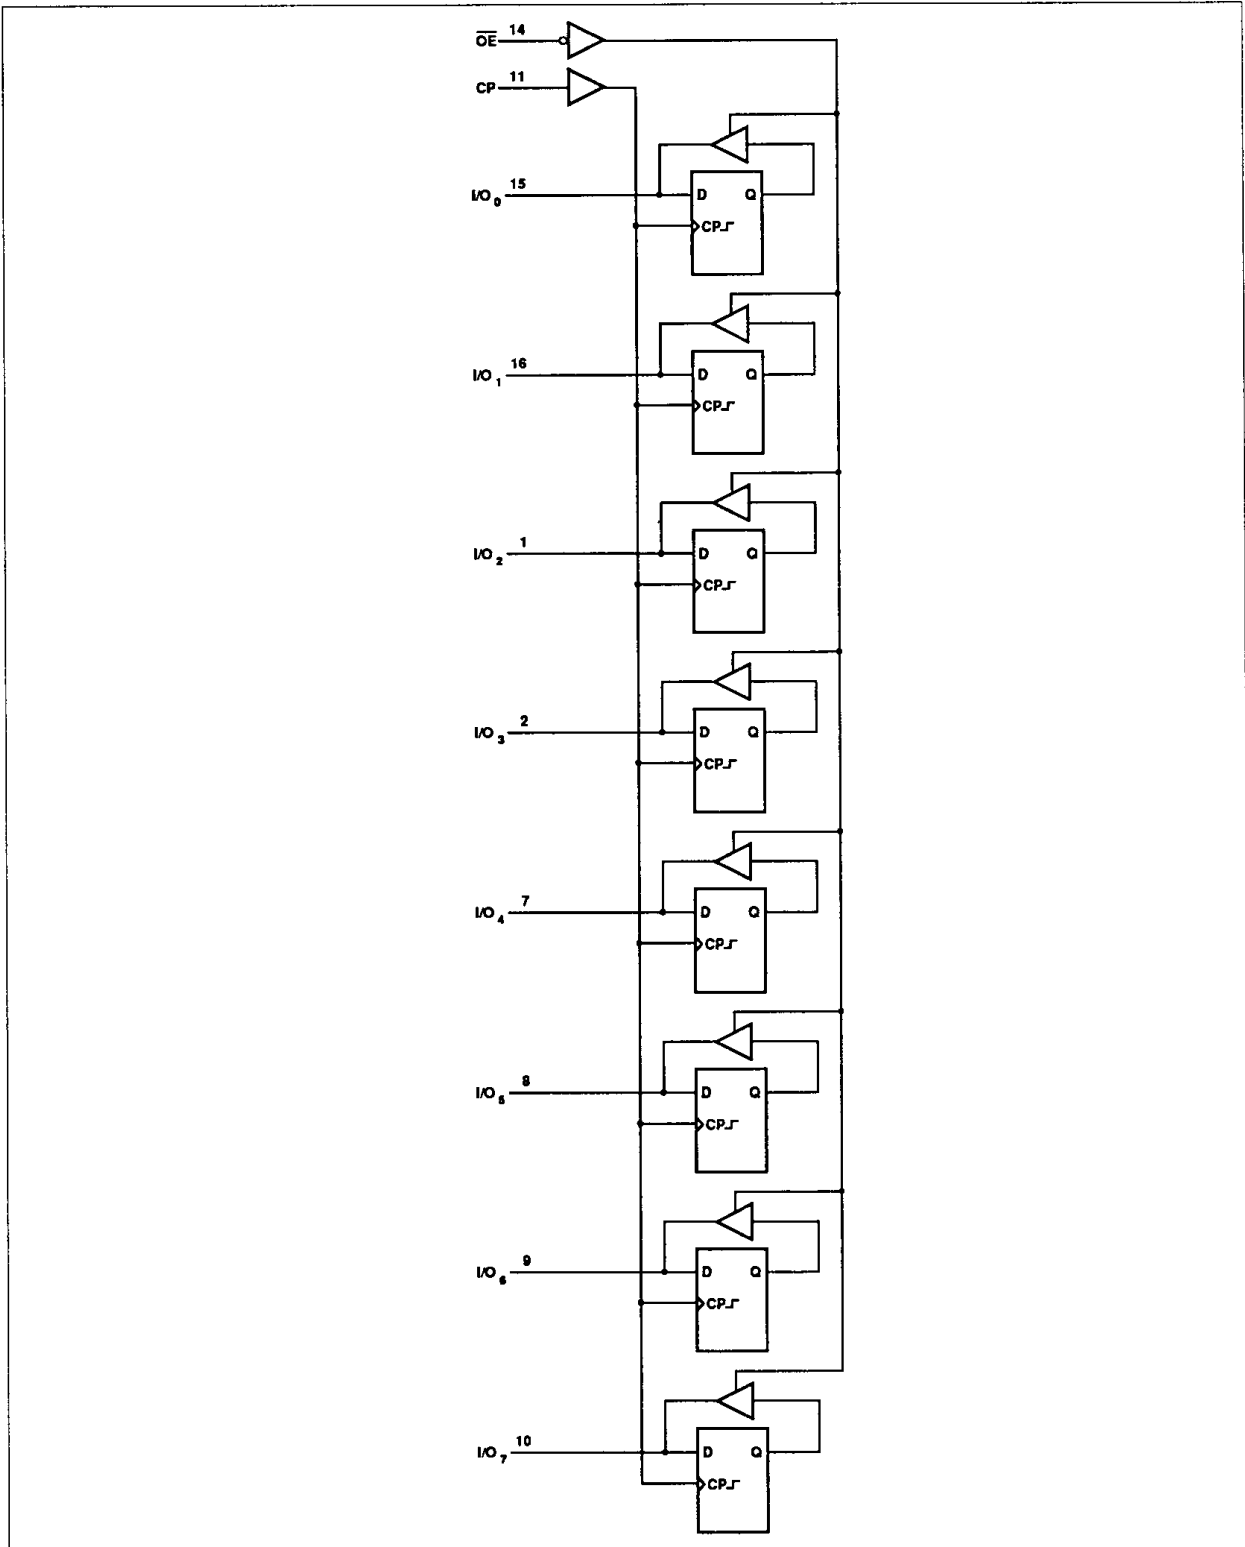 OE 14
CP 11
I/O0 15
D Q
CP
I/O1 16
D Q
CP
I/O2 1
D Q
CP
I/O3 2
D Q
CP
I/O4 7
D Q
CP
I/O5 8
D Q
CP
I/O6 9
D Q
CP
I/O7 10
D Q
CP